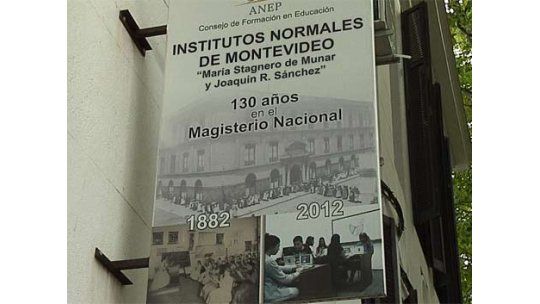 ANEP
Consejo de Formación en Educación
INSTITUTOS NORMALES
DE MONTEVIDEO
"María Stagnero de Munar
y Joaquín R. Sánchez"
130 años
en el
Magisterio Nacional
1882
2012